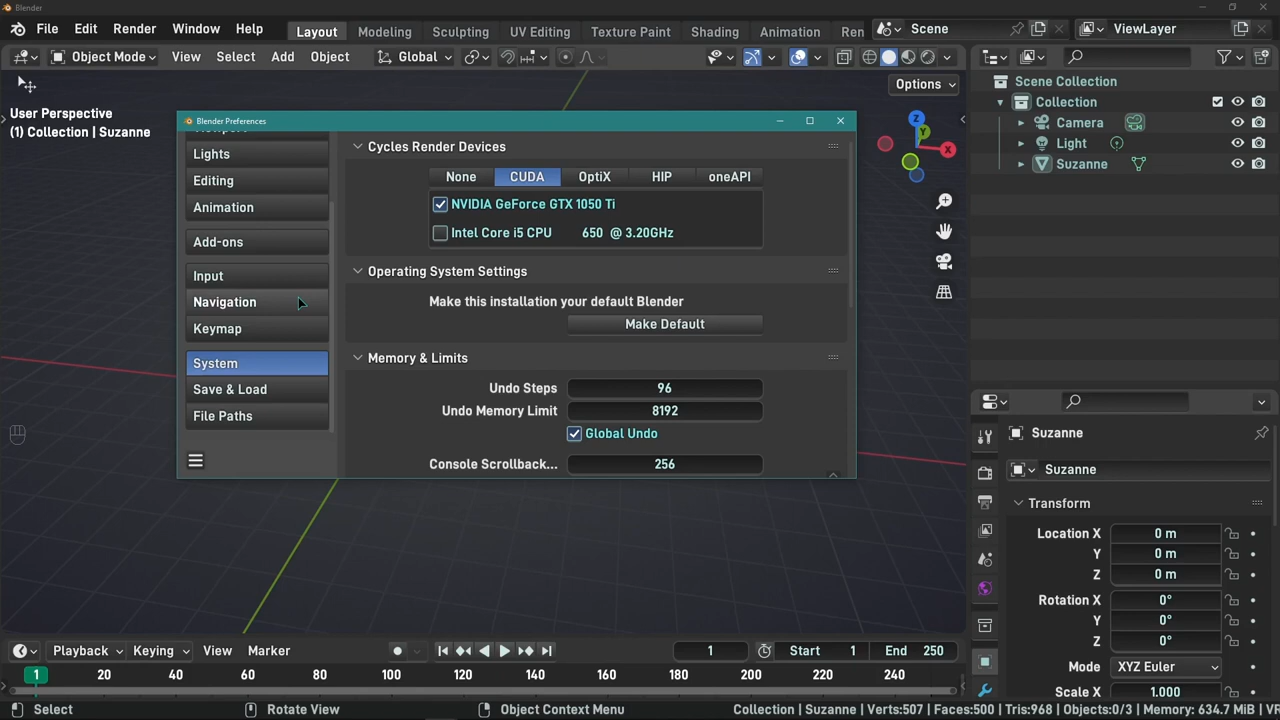 Blender
File Edit Render Window Help
Layout Modeling Sculpting UV Editing Texture Paint Shading Animation Ren
Scene
ViewLayer
Object Mode View Select Add Object
Global
Options
User Perspective
(1) Collection | Suzanne
Z
Y
X
Blender Preferences
Lights
Editing
Animation
Add-ons
Input
Navigation
Keymap
System
Save & Load
File Paths
Cycles Render Devices
None CUDA OptiX HIP oneAPI
NVIDIA GeForce GTX 1050 Ti
Intel Core i5 CPU 650 @ 3.20GHz
Operating System Settings
Make this installation your default Blender
Make Default
Memory & Limits
Undo Steps 96
Undo Memory Limit 8192
Global Undo
Console Scrollback... 256
Scene Collection
Collection
Camera
Light
Suzanne
Suzanne
Suzanne
Transform
Location X 0 m
Y 0 m
Z 0 m
Rotation X 0°
Y 0°
Z 0°
Mode XYZ Euler
Scale X 1.000
Playback Keying View Marker
1
Start 1
End 250
1 20 40 60 80 100 120 140 160 180 200 220 240
Select Rotate View Object Context Menu
Collection | Suzanne | Verts:507 | Faces:500 | Tris:968 | Objects:0/3 | Memory: 634.7 MiB | VR